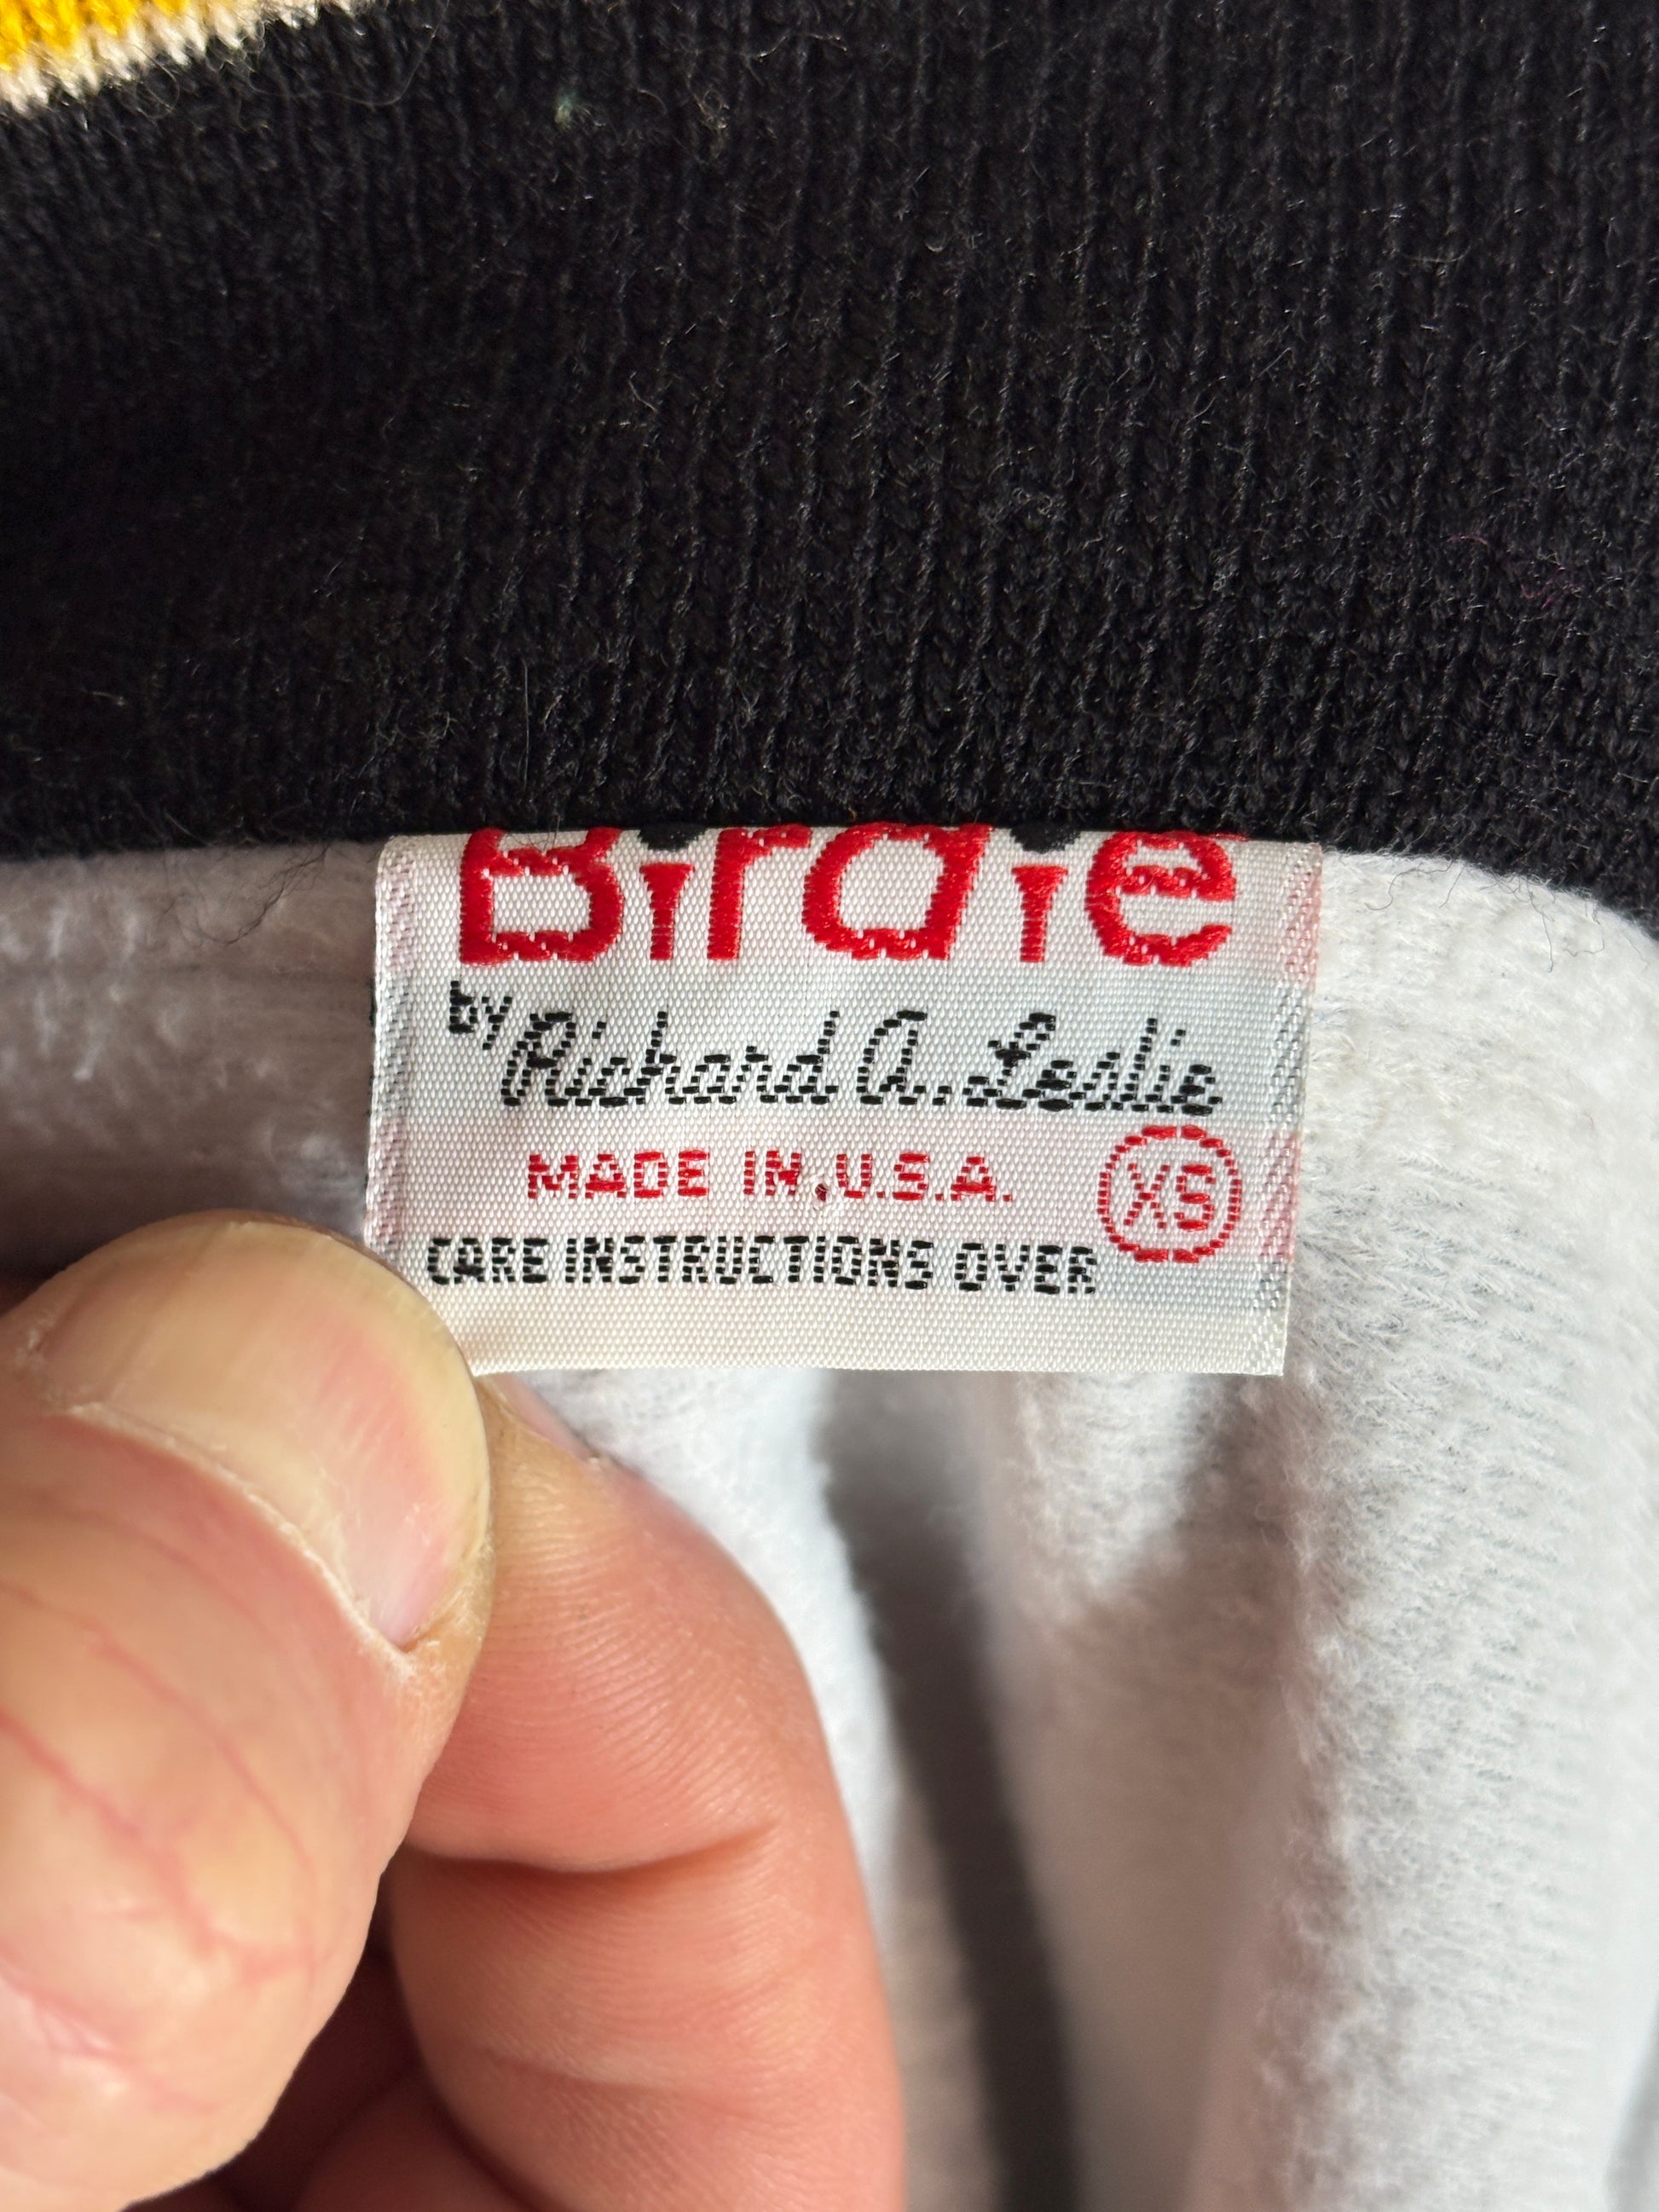 Birdie
by Richard A. Leslie
MADE IN U.S.A. XS
CARE INSTRUCTIONS OVER